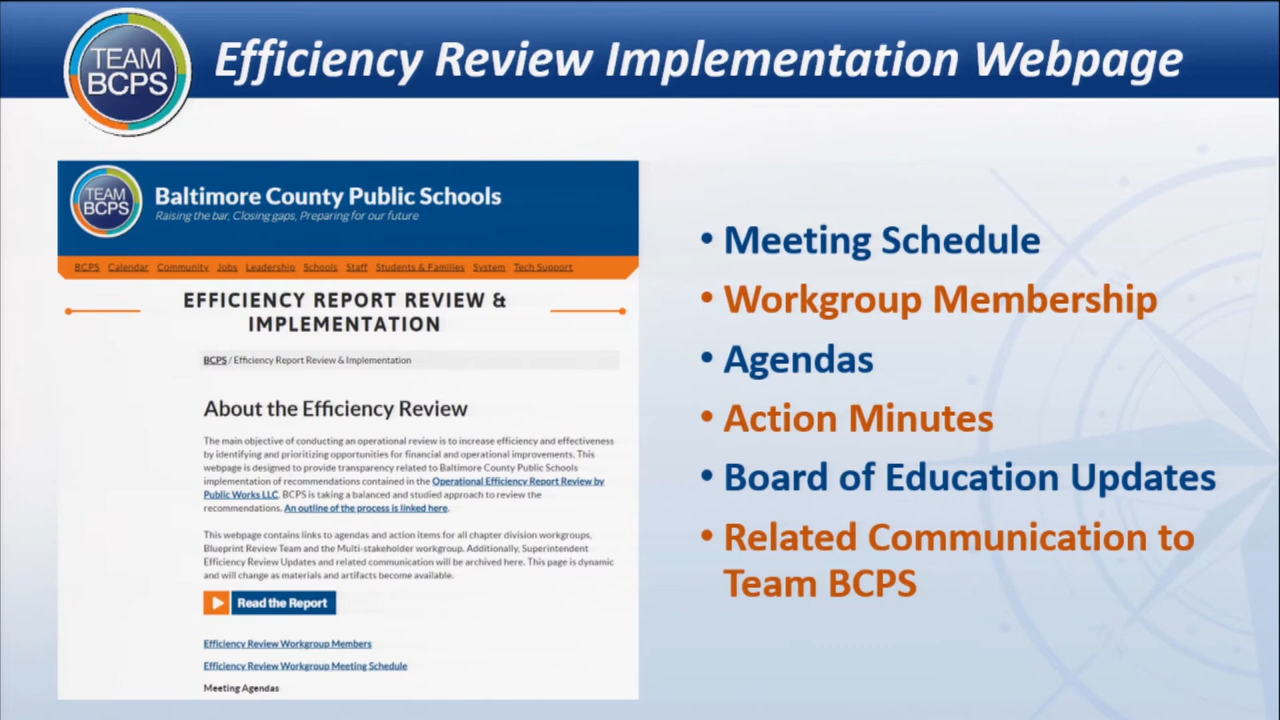 TEAM
BCPS
Efficiency Review Implementation Webpage
TEAM
BCPS
Baltimore County Public Schools
Raising the bar, Closing gaps, Preparing for our future
BCPS Calendar Community Jobs Leadership Schools Staff Students & Families System Tech Support
EFFICIENCY REPORT REVIEW &
IMPLEMENTATION
BCPS / Efficiency Report Review & Implementation
About the Efficiency Review
The main objective of conducting an operational review is to increase efficiency and effectiveness
by identifying and prioritizing opportunities for financial and operational improvements. This
webpage is designed to provide transparency related to Baltimore County Public Schools
implementation of recommendations contained in the Operational Efficiency Report Review by
Public Works LLC. BCPS is taking a balanced and studied approach to review the
recommendations. An outline of the process is linked here.
This webpage contains links to agendas and action items for all chapter division workgroups,
Blueprint Review Team and the Multi-stakeholder workgroup. Additionally, Superintendent
Efficiency Review Updates and related communication will be archived here. This page is dynamic
and will change as materials and artifacts become available.
Read the Report
Efficiency Review Workgroup Members
Efficiency Review Workgroup Meeting Schedule
Meeting Agendas
• Meeting Schedule
• Workgroup Membership
• Agendas
• Action Minutes
• Board of Education Updates
• Related Communication to
Team BCPS